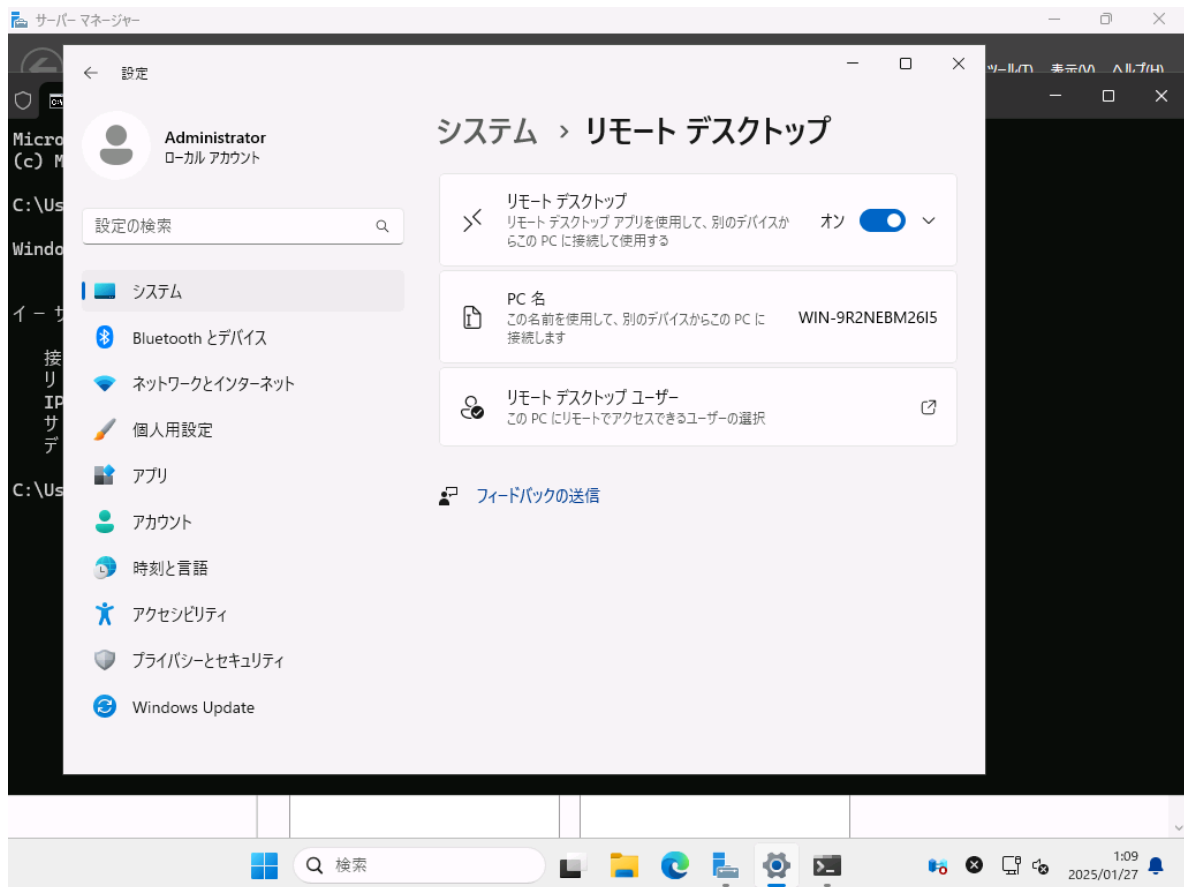 サーバー マネージャー
ツール(T) 表示(V) ヘルプ(H)
設定
Micro
(c) M
C:\Us
Windo
イーサ
接
リ
IP
サ
デ
C:\Us
Administrator
ローカル アカウント
設定の検索
システム
Bluetooth とデバイス
ネットワークとインターネット
個人用設定
アプリ
アカウント
時刻と言語
アクセシビリティ
プライバシーとセキュリティ
Windows Update
システム › リモート デスクトップ
リモート デスクトップ
リモート デスクトップ アプリを使用して、別のデバイスか
らこの PC に接続して使用する
オン
PC 名
この名前を使用して、別のデバイスからこの PC に
接続します
WIN-9R2NEBM26I5
リモート デスクトップ ユーザー
この PC にリモートでアクセスできるユーザーの選択
フィードバックの送信
検索
1:09
2025/01/27